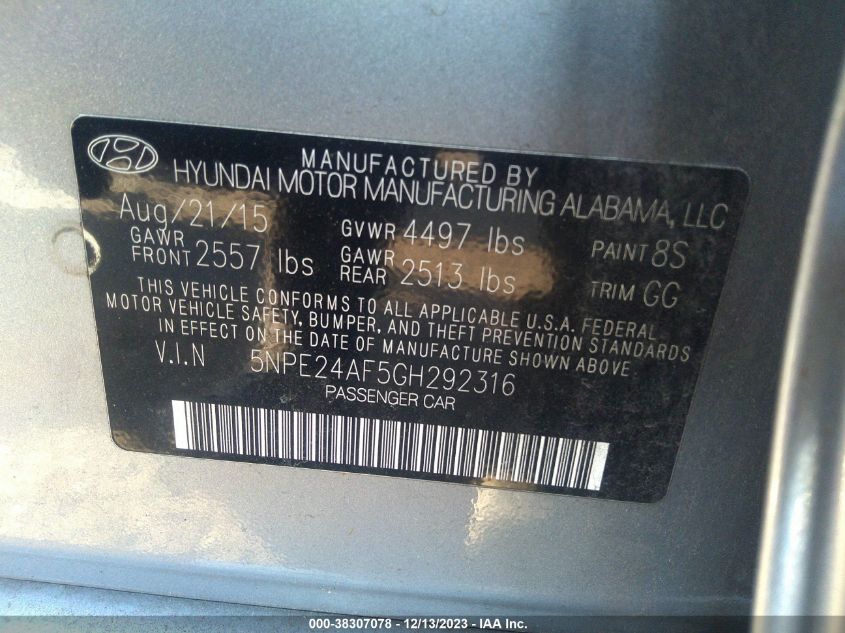 MANUFACTURED BY
HYUNDAI MOTOR MANUFACTURING ALABAMA, LLC
Aug/21/15 GVWR 4497 lbs PAINT 8S
GAWR FRONT 2557 lbs GAWR REAR 2513 lbs TRIM GG
THIS VEHICLE CONFORMS TO ALL APPLICABLE U.S.A. FEDERAL
MOTOR VEHICLE SAFETY, BUMPER, AND THEFT PREVENTION STANDARDS
IN EFFECT ON THE DATE OF MANUFACTURE SHOWN ABOVE.
V.I.N 5NPE24AF5GH292316
PASSENGER CAR
000-38307078 - 12/13/2023 - IAA Inc.